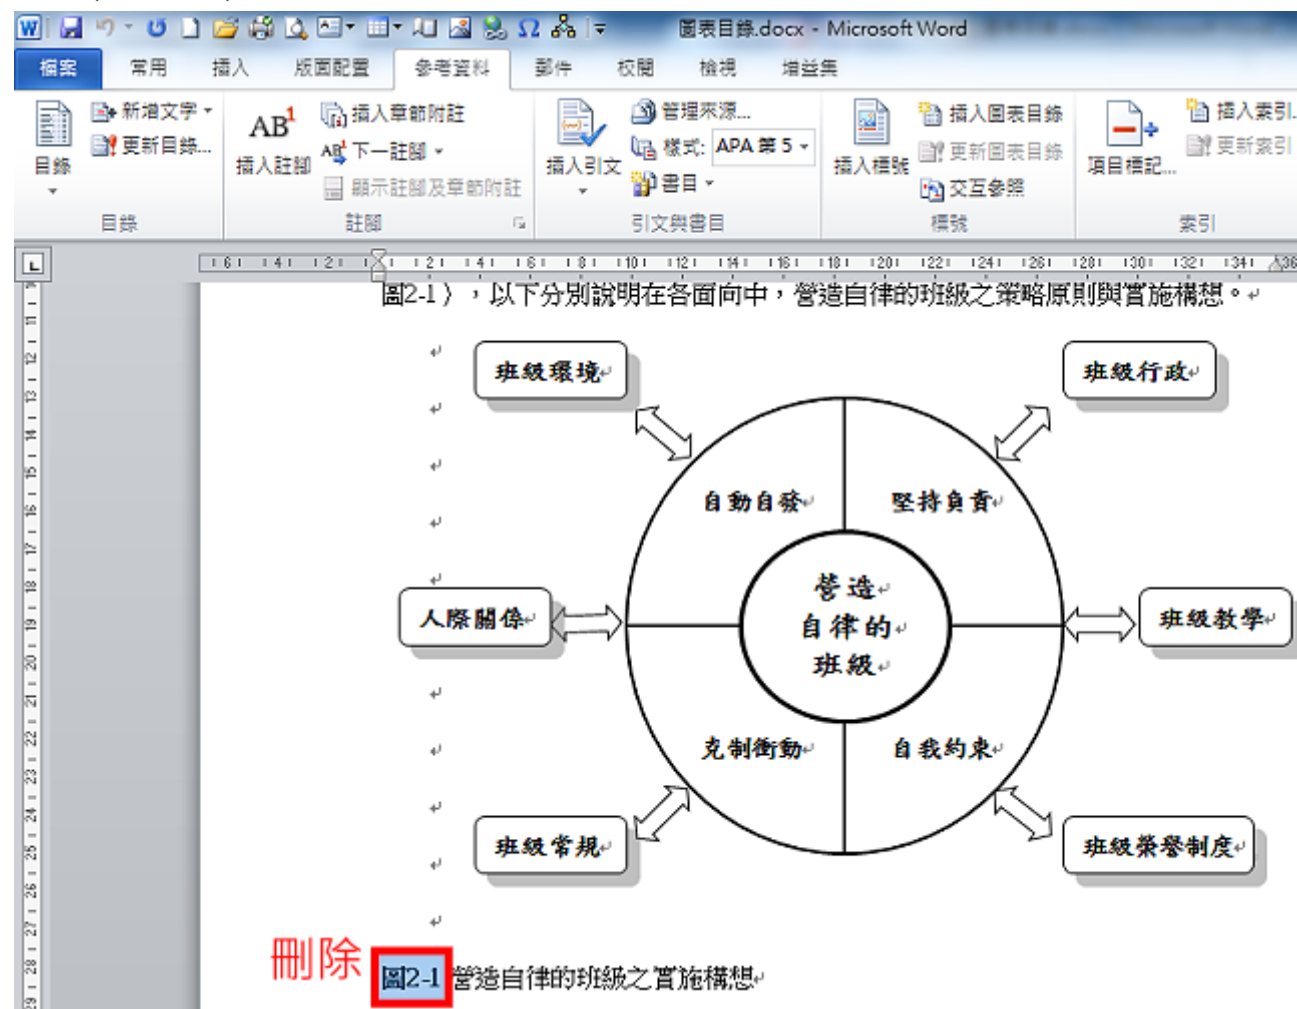 圖表目錄.docx - Microsoft Word
檔案 常用 插入 版面配置 參考資料 郵件 校閱 檢視 增益集
目錄
新增文字
更新目錄...
目錄
AB1
插入註腳
插入章節附註
下一註腳
顯示註腳及章節附註
註腳
插入引文
管理來源...
樣式: APA 第 5
書目
引文與書目
插入標號
插入圖表目錄
更新圖表目錄
交互參照
標號
項目標記...
插入索引
更新索引
索引
圖2-1），以下分別說明在各面向中，營造自律的班級之策略原則與實施構想。
班級環境
班級行政
自動自發
堅持負責
營造
自律的
班級
人際關係
班級教學
克制衝動
自我約束
班級常規
班級榮譽制度
刪除
圖2-1 營造自律的班級之實施構想